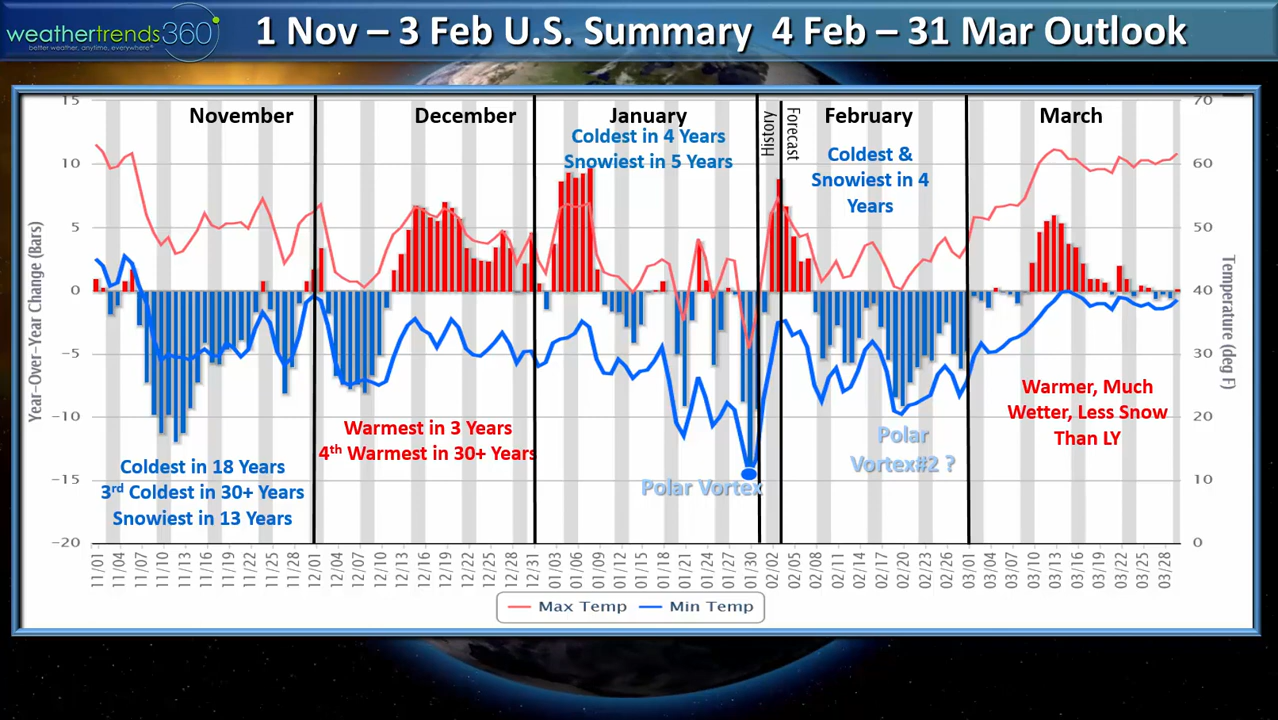 weathertrends360°
better weather, anytime, everywhere®
1 Nov – 3 Feb U.S. Summary  4 Feb – 31 Mar Outlook
November
December
January
February
March
History
Forecast
Coldest in 4 Years
Snowiest in 5 Years
Coldest &
Snowiest in 4
Years
Warmer, Much
Wetter, Less Snow
Than LY
Warmest in 3 Years
4th Warmest in 30+ Years
Coldest in 18 Years
3rd Coldest in 30+ Years
Snowiest in 13 Years
Polar Vortex
Polar
Vortex#2 ?
Year-Over-Year Change (Bars)
15
10
5
0
-5
-10
-15
-20
Temperature (deg F)
70
60
50
40
30
20
10
0
11/01
11/04
11/07
11/10
11/13
11/16
11/19
11/22
11/25
11/28
12/01
12/04
12/07
12/10
12/13
12/16
12/19
12/22
12/25
12/28
12/31
01/03
01/06
01/09
01/12
01/15
01/18
01/21
01/24
01/27
01/30
02/02
02/05
02/08
02/11
02/14
02/17
02/20
02/23
02/26
03/01
03/04
03/07
03/10
03/13
03/16
03/19
03/22
03/25
03/28
Max Temp
Min Temp